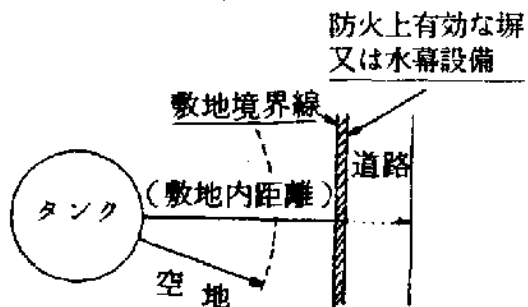 防火上有効な塀
又は水幕設備
敷地境界線
道路
タンク
(敷地内距離)
空地